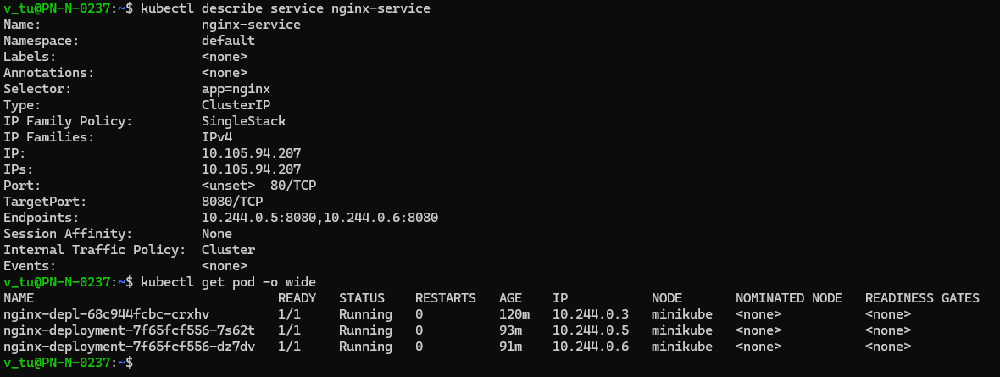 v_tu@PN-N-0237:~$ kubectl describe service nginx-service
Name:                     nginx-service
Namespace:                default
Labels:                   <none>
Annotations:              <none>
Selector:                 app=nginx
Type:                     ClusterIP
IP Family Policy:         SingleStack
IP Families:              IPv4
IP:                       10.105.94.207
IPs:                      10.105.94.207
Port:                     <unset>  80/TCP
TargetPort:               8080/TCP
Endpoints:                10.244.0.5:8080,10.244.0.6:8080
Session Affinity:         None
Internal Traffic Policy:  Cluster
Events:                   <none>
v_tu@PN-N-0237:~$ kubectl get pod -o wide
NAME                                READY   STATUS    RESTARTS   AGE    IP           NODE       NOMINATED NODE   READINESS GATES
nginx-depl-68c944fcbc-crxhv         1/1     Running   0          120m   10.244.0.3   minikube   <none>           <none>
nginx-deployment-7f65fcf556-7s62t   1/1     Running   0          93m    10.244.0.5   minikube   <none>           <none>
nginx-deployment-7f65fcf556-dz7dv   1/1     Running   0          91m    10.244.0.6   minikube   <none>           <none>
v_tu@PN-N-0237:~$